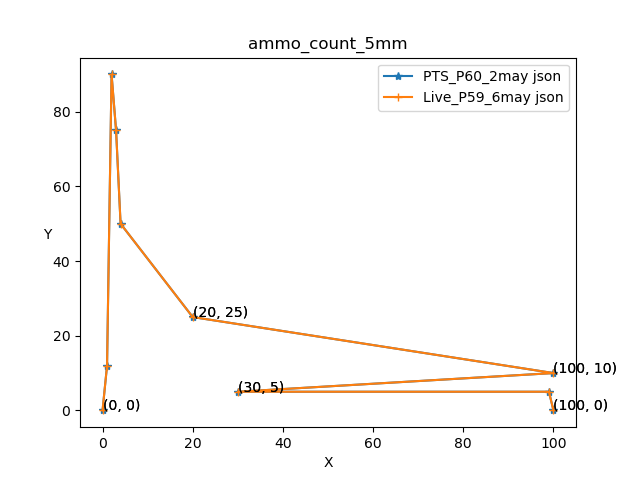 ammo_count_5mm
PTS_P60_2may json
Live_P59_6may json
80
60
40
20
0
Y
(20, 25)
(100, 10)
(30, 5)
(0, 0)
(100, 0)
0 20 40 60 80 100
X